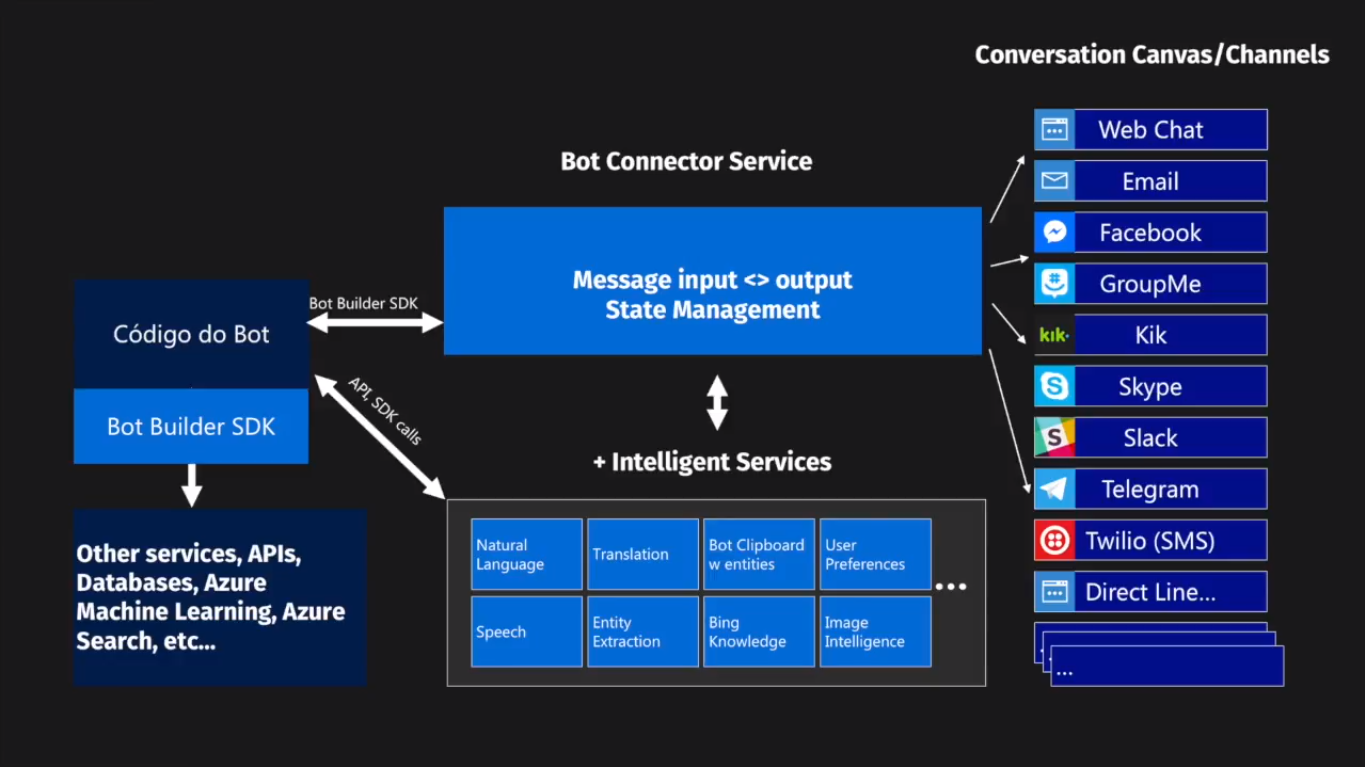 Conversation Canvas/Channels
Bot Connector Service
Message input <> output
State Management
Código do Bot
Bot Builder SDK
Bot Builder SDK
API, SDK calls
Other services, APIs,
Databases, Azure
Machine Learning, Azure
Search, etc...
+ Intelligent Services
Natural
Language
Translation
Bot Clipboard
w entities
User
Preferences
Speech
Entity
Extraction
Bing
Knowledge
Image
Intelligence
...
Web Chat
Email
Facebook
GroupMe
kik.
Kik
Skype
Slack
Telegram
Twilio (SMS)
Direct Line...
...